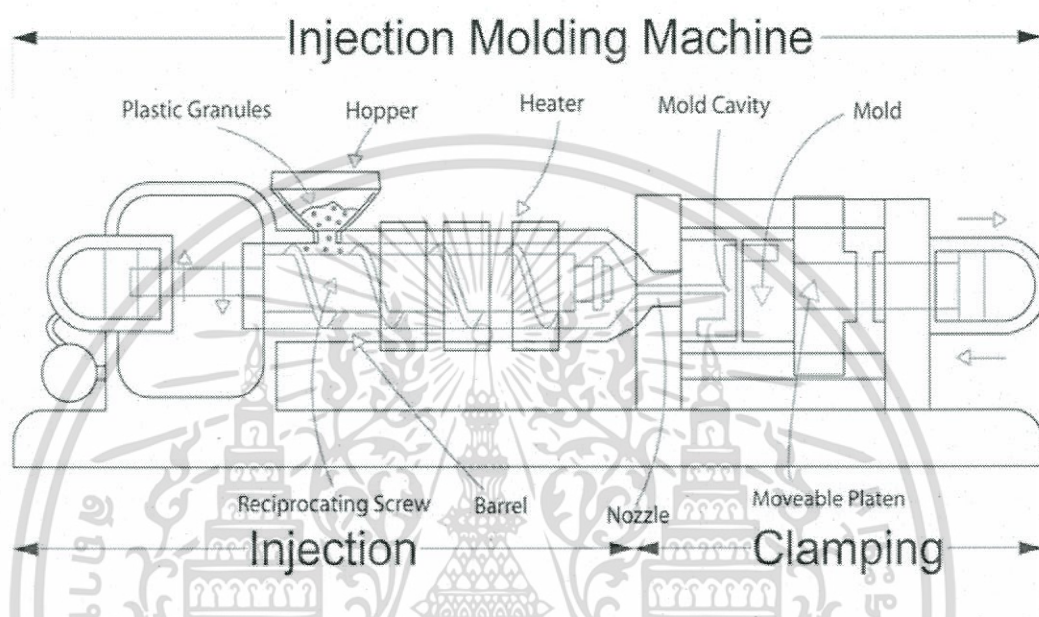 Injection Molding Machine
Plastic Granules
Hopper
Heater
Mold Cavity
Mold
Reciprocating Screw
Barrel
Nozzle
Moveable Platen
Injection
Clamping